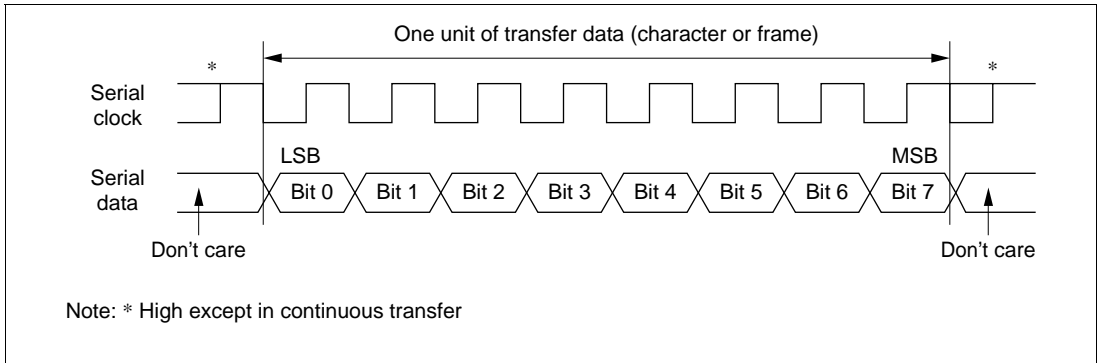 One unit of transfer data (character or frame)
* *
Serial
clock
LSB MSB
Serial
data
Bit 0 Bit 1 Bit 2 Bit 3 Bit 4 Bit 5 Bit 6 Bit 7
Don't care Don't care
Note: * High except in continuous transfer